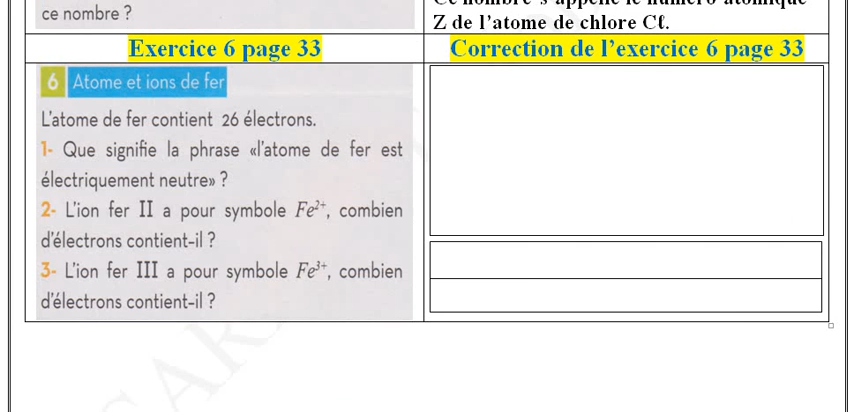 ce nombre ?
Z de l'atome de chlore Cℓ.
Exercice 6 page 33
Correction de l'exercice 6 page 33
6 Atome et ions de fer
L'atome de fer contient 26 électrons.
1- Que signifie la phrase «l'atome de fer est
électriquement neutre» ?
2- L'ion fer II a pour symbole Fe²⁺, combien
d'électrons contient-il ?
3- L'ion fer III a pour symbole Fe³⁺, combien
d'électrons contient-il ?